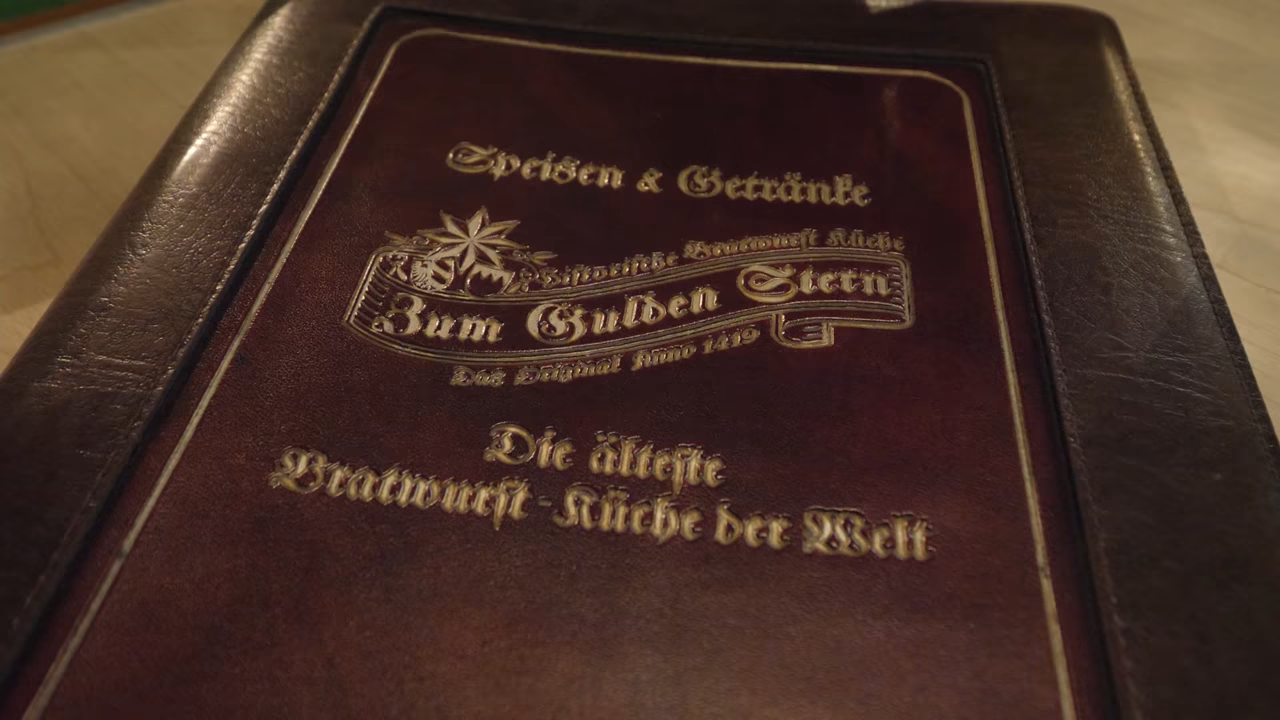 Speisen & Getränke
Historische Bratwurst Küche
Zum Gulden Stern
Das Original Anno 1419
Die älteste
Bratwurst-Küche der Welt